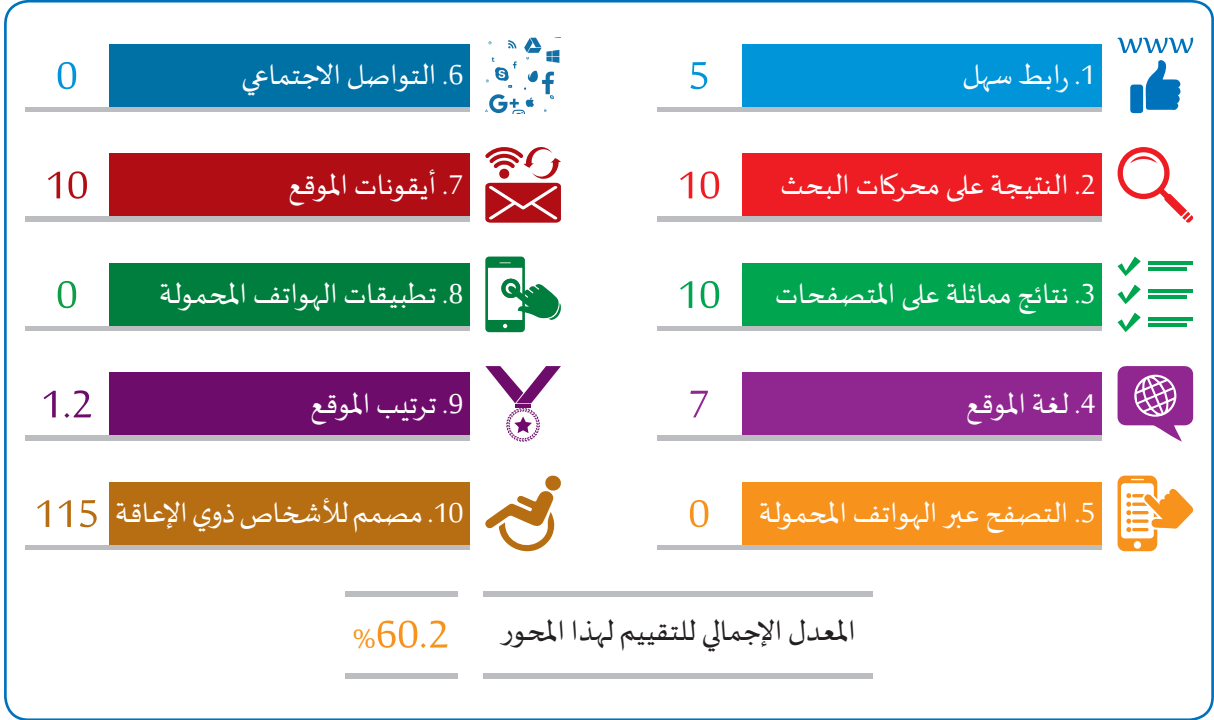 www
1. رابط سهل 5
2. النتيجة على محركات البحث 10
3. نتائج مماثلة على المتصفحات 10
4. لغة الموقع 7
5. التصفح عبر الهواتف المحمولة 0
6. التواصل الاجتماعي 0
7. أيقونات الموقع 10
8. تطبيقات الهواتف المحمولة 0
9. ترتيب الموقع 1.2
10. مصمم للأشخاص ذوي الإعاقة 115
المعدل الإجمالي للتقييم لهذا المحور %60.2